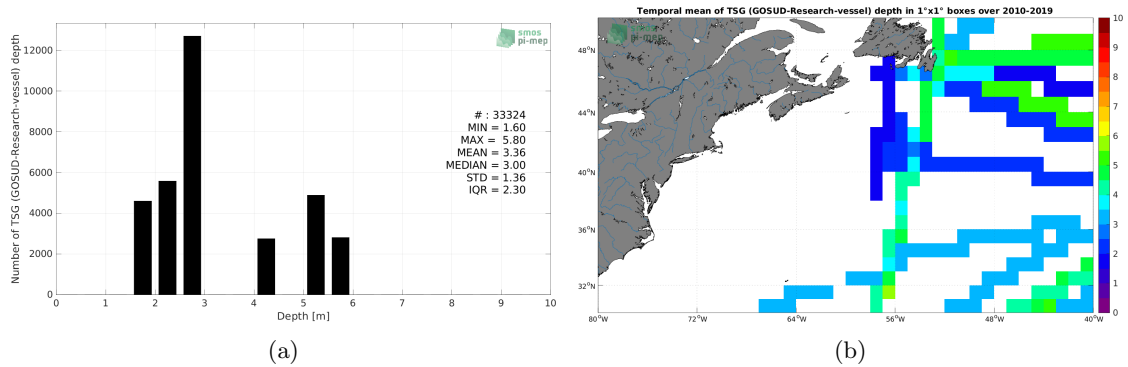 Temporal mean of TSG (GOSUD-Research-vessel) depth in 1°x1° boxes over 2010-2019
smos
pi-mep
Number of TSG (GOSUD-Research-vessel) depth
12000
10000
8000
6000
4000
2000
0
# : 33324
MIN = 1.60
MAX = 5.80
MEAN = 3.36
MEDIAN = 3.00
STD = 1.36
IQR = 2.30
0 1 2 3 4 5 6 7 8 9 10
Depth [m]
(a)
smos
pi-mep
48°N
44°N
40°N
36°N
32°N
80°W 72°W 64°W 56°W 48°W 40°W
10
9
8
7
6
5
4
3
2
1
0
(b)